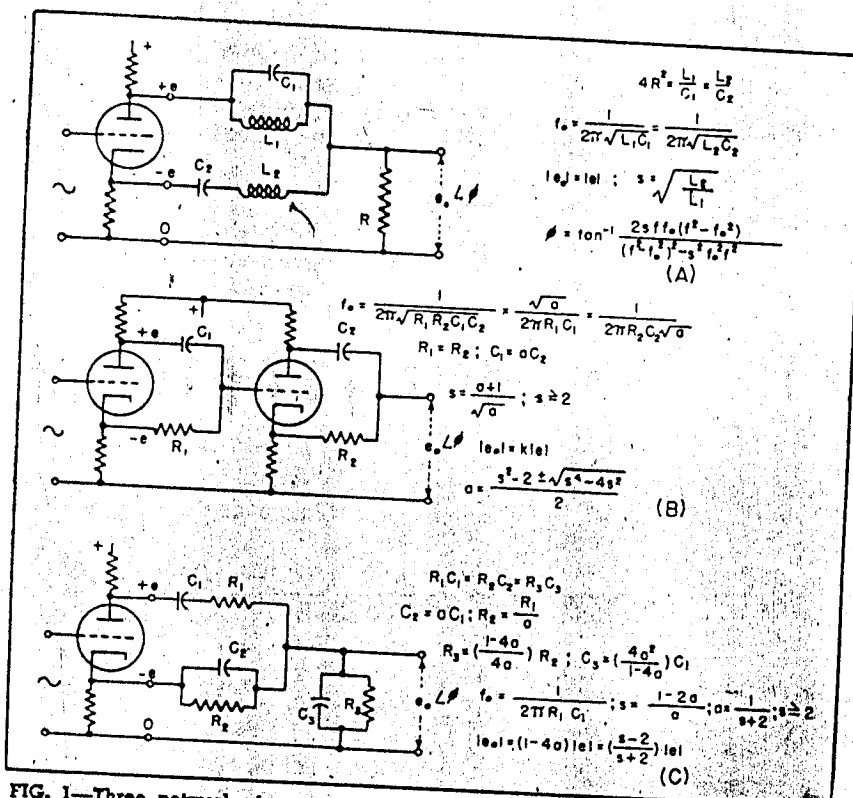 +
+e
C₁
L₁
-e
C₂
L₂
R
e₀∠ø
~
O
4R² = L₁/C₁ = L₂/C₂
f₀ = 1/(2π√(L₁C₁)) = 1/(2π√(L₂C₂))
|e₀| = |e| ; s = √(L₂/L₁)
ø = tan⁻¹ 2sff₀(f²-f₀²)/((f²-f₀²)²-s²f₀²f²)
(A)
+
+e
C₁
C₂
~
-e
R₁
R₂
e₀∠ø
f₀ = 1/(2π√(R₁R₂C₁C₂)) = √a/(2πR₁C₁) = 1/(2πR₂C₂√a)
R₁ = R₂ ; C₁ = aC₂
s = (a+1)/√a ; s ≧ 2
|e₀| = k|e|
a = (s²-2 ± √(s⁴-4s²))/2
(B)
+
+e
C₁
R₁
C₂
-e
R₂
~
O
C₃
R₃
e₀∠ø
R₁C₁ = R₂C₂ = R₃C₃
C₂ = aC₁ ; R₂ = R₁/a
R₃ = ((1-4a)/4a) R₂ ; C₃ = (4a²/(1-4a)) C₁
f₀ = 1/(2πR₁C₁) ; s = (1-2a)/a ; a = 1/(s+2) ; s ≧ 2
|e₀| = (1-4a)|e| = ((s-2)/(s+2)) |e|
(C)
FIG. 1—Three